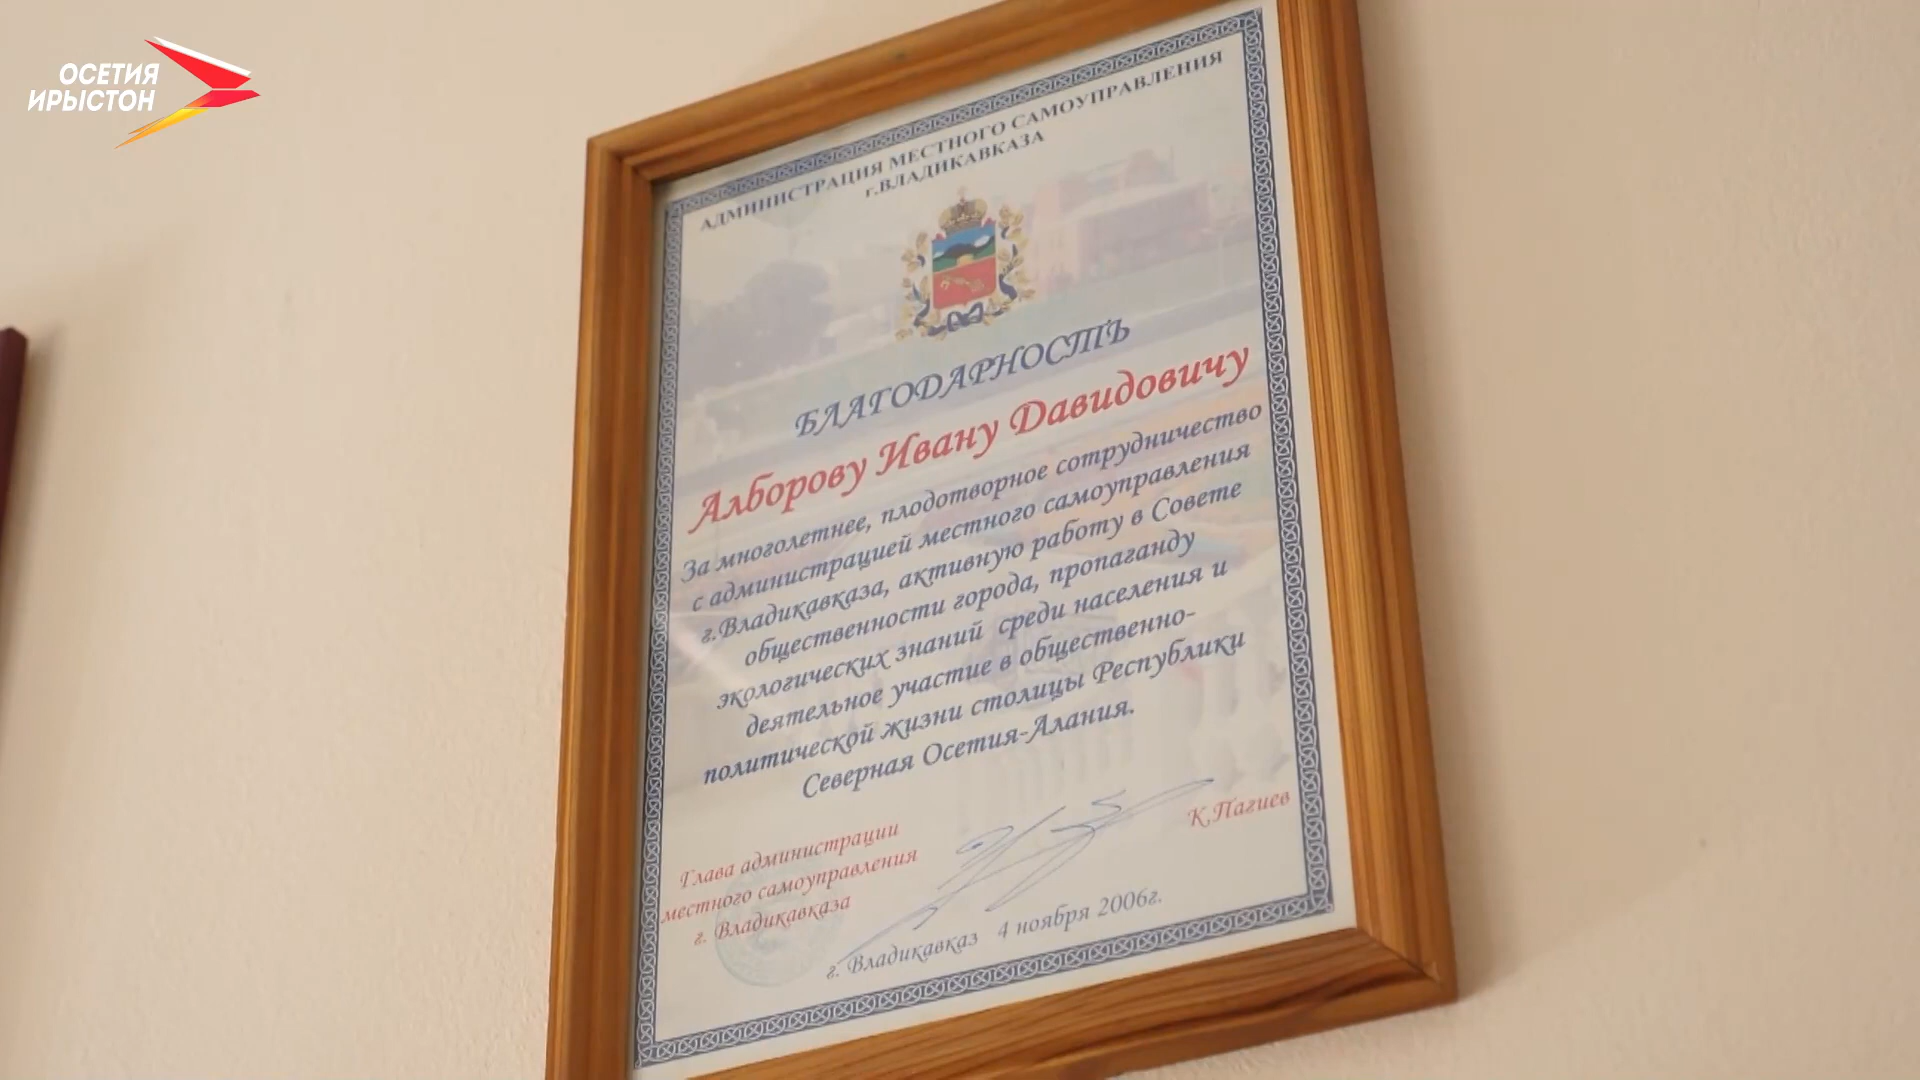 ОСЕТИЯ
ИРЫСТОН
АДМИНИСТРАЦИЯ МЕСТНОГО САМОУПРАВЛЕНИЯ
г.ВЛАДИКАВКАЗА
БЛАГОДАРНОСТЬ
Алборову Ивану Давидовичу
За многолетнее, плодотворное сотрудничество
с администрацией местного самоуправления
г.Владикавказа, активную работу в Совете
общественности города, пропаганду
экологических знаний среди населения и
деятельное участие в общественно-
политической жизни столицы Республики
Северная Осетия-Алания.
Глава администрации
местного самоуправления
г. Владикавказа
К.Пагиев
г. Владикавказ 4 ноября 2006г.